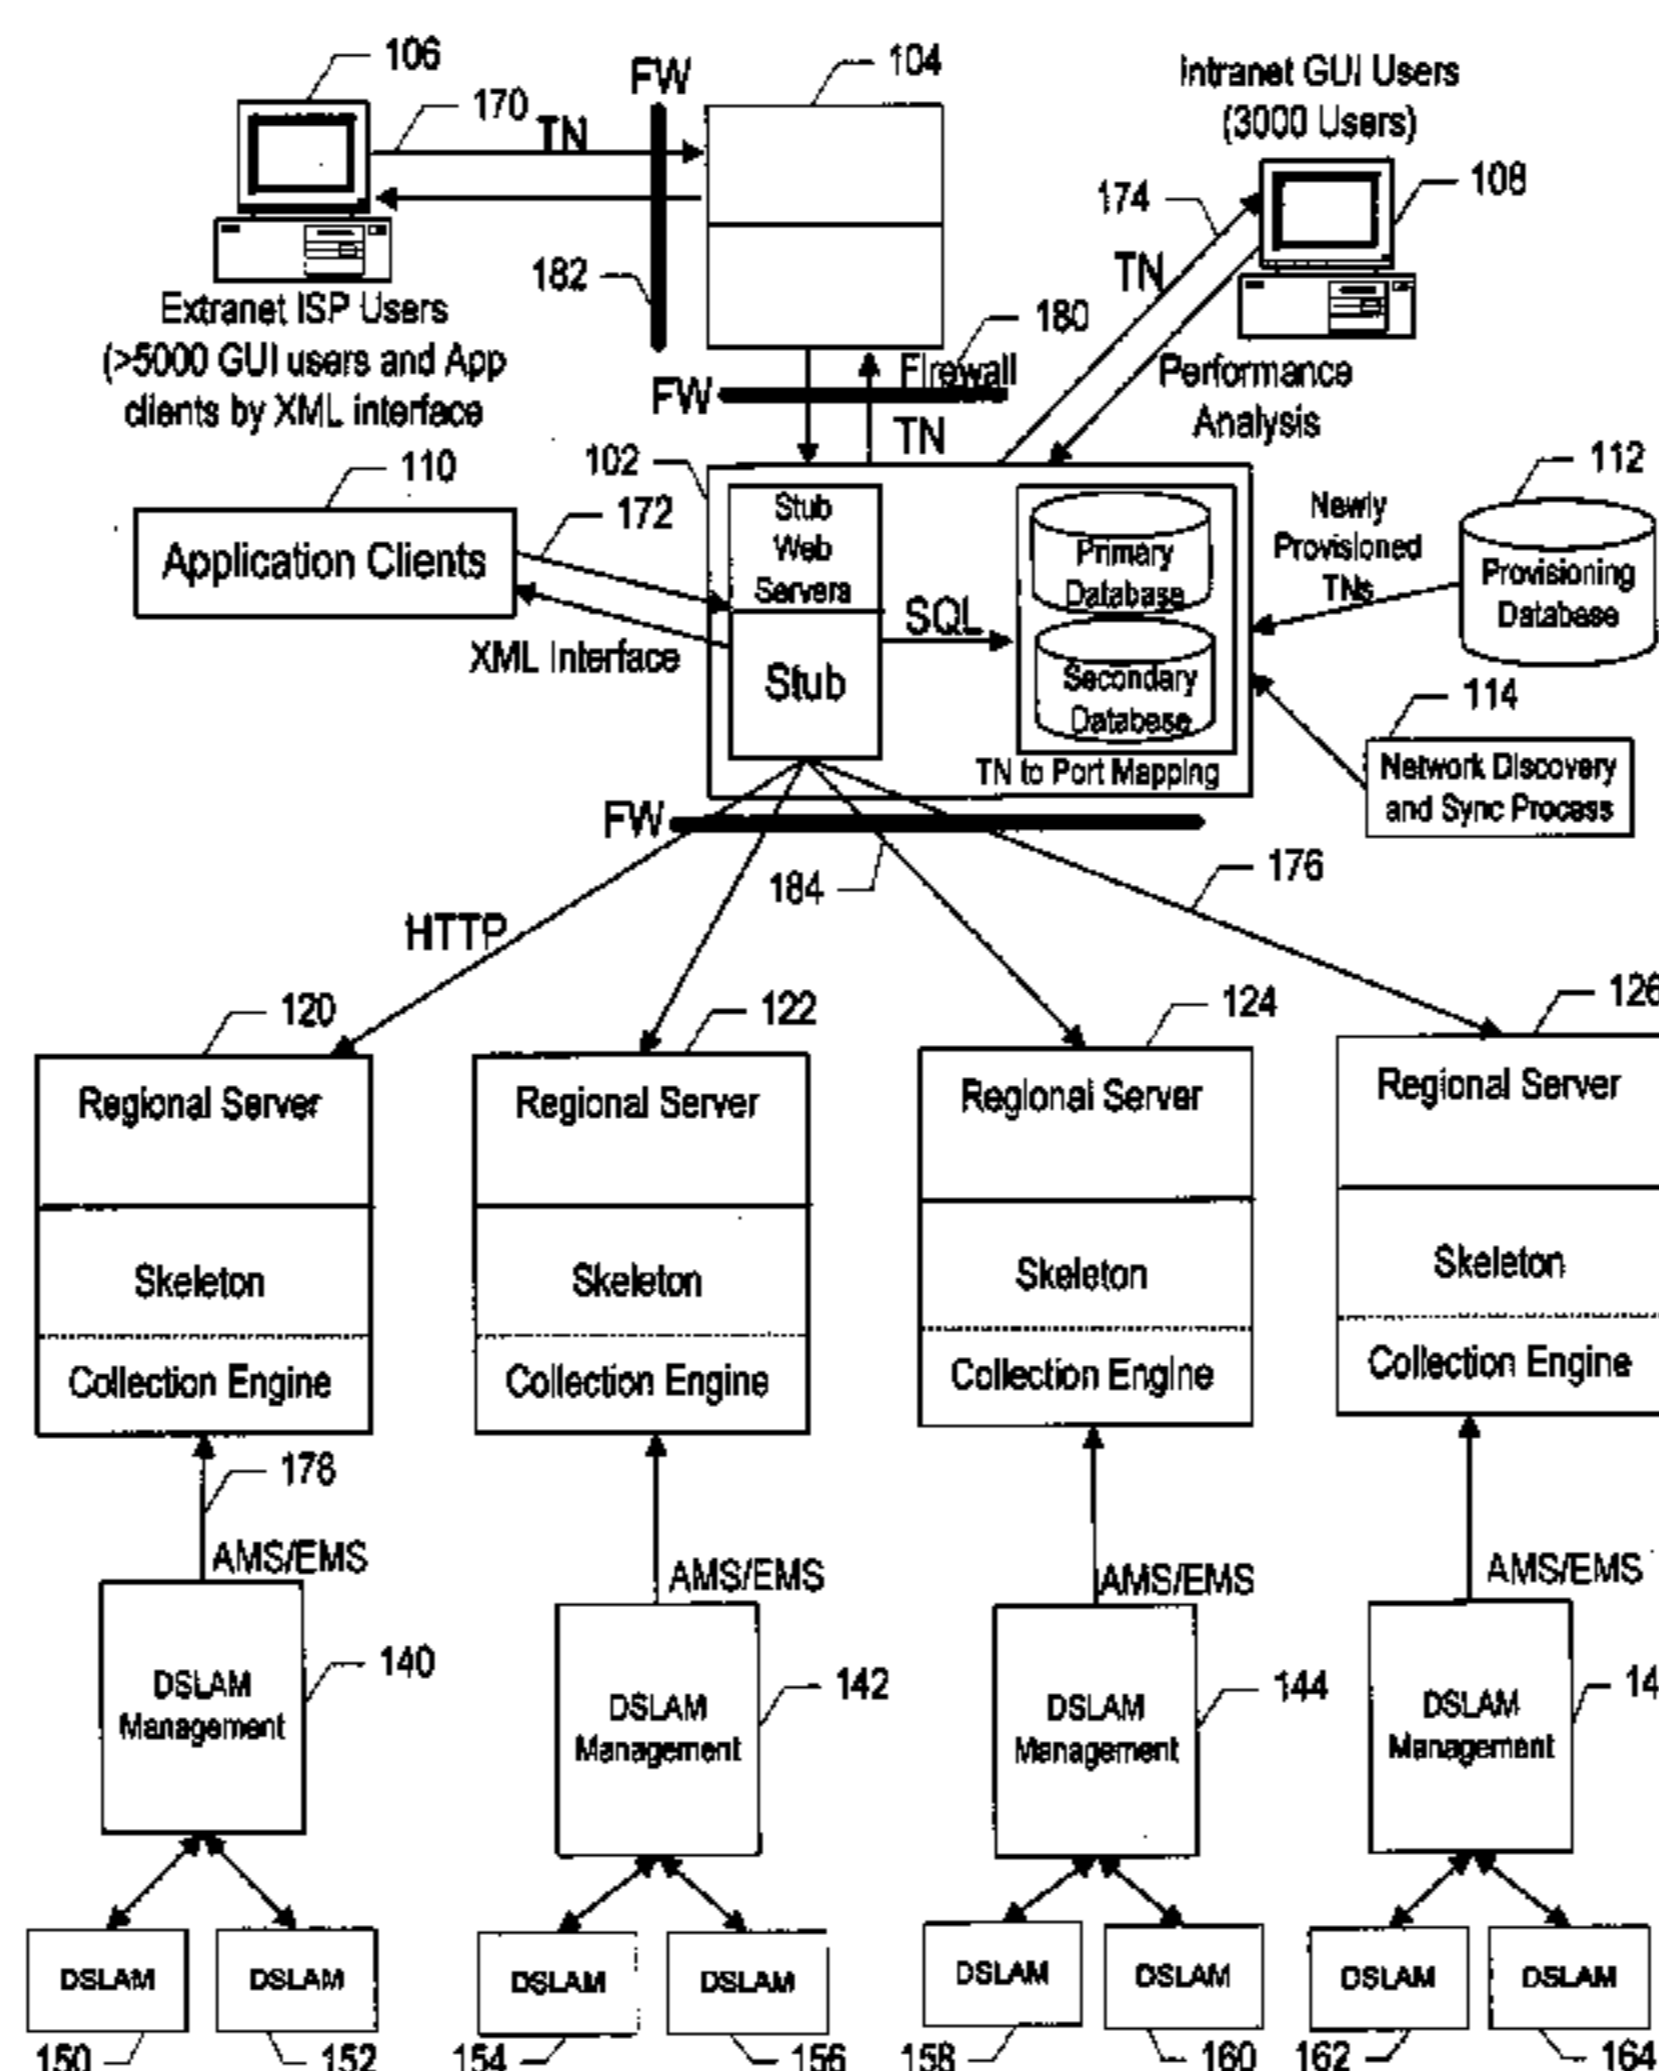 106
170
TN
FW
104
Intranet GUI Users
(3000 Users)
108
174
TN
182
180
Extranet ISP Users
(>5000 GUI users and App
clients by XML interface
Firewall
FW
TN
Performance
Analysis
110
102
112
172
Application Clients
XML Interface
Stub
Web
Servers
Stub
SQL
Primary
Database
Secondary
Database
TN to Port Mapping
Newly
Provisioned
TNs
Provisioning
Database
114
Network Discovery
and Sync Process
FW
184
176
HTTP
120
122
124
126
Regional Server
Regional Server
Regional Server
Regional Server
Skeleton
Skeleton
Skeleton
Skeleton
Collection Engine
Collection Engine
Collection Engine
Collection Engine
178
AMS/EMS
AMS/EMS
AMS/EMS
AMS/EMS
140
142
144
14
DSLAM
Management
DSLAM
Management
DSLAM
Management
DSLAM
Management
DSLAM
DSLAM
DSLAM
DSLAM
DSLAM
DSLAM
DSLAM
DSLAM
150
152
154
156
158
160
162
164